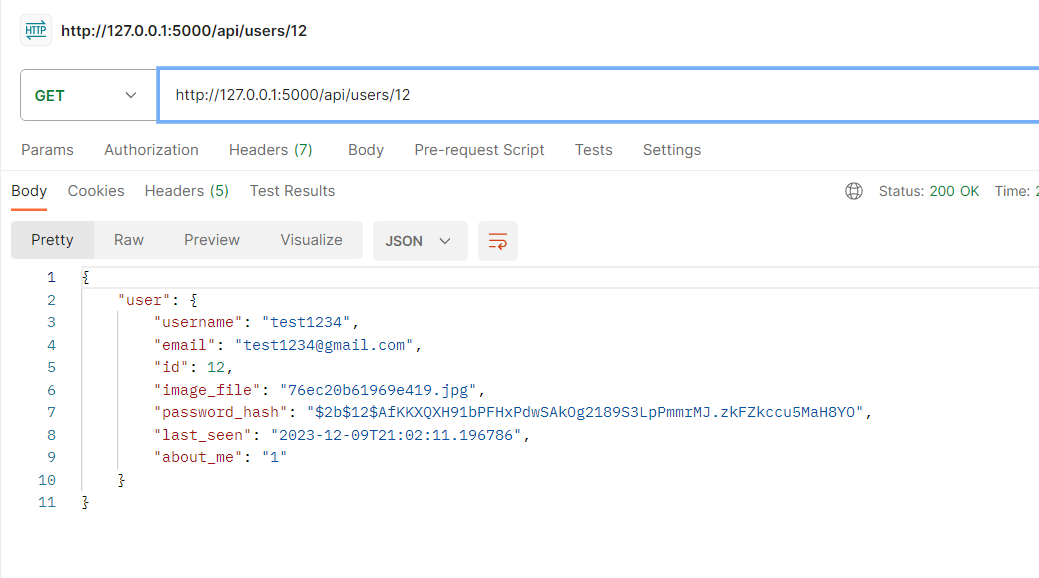 HTTP http://127.0.0.1:5000/api/users/12
GET http://127.0.0.1:5000/api/users/12
Params Authorization Headers (7) Body Pre-request Script Tests Settings
Body Cookies Headers (5) Test Results Status: 200 OK Time: 2
Pretty Raw Preview Visualize JSON
1 {
2 "user": {
3 "username": "test1234",
4 "email": "test1234@gmail.com",
5 "id": 12,
6 "image_file": "76ec20b61969e419.jpg",
7 "password_hash": "$2b$12$AfKKXQXH91bPFHxPdwSAkOg2189S3LpPmmrMJ.zkFZkccu5MaH8YO",
8 "last_seen": "2023-12-09T21:02:11.196786",
9 "about_me": "1"
10 }
11 }